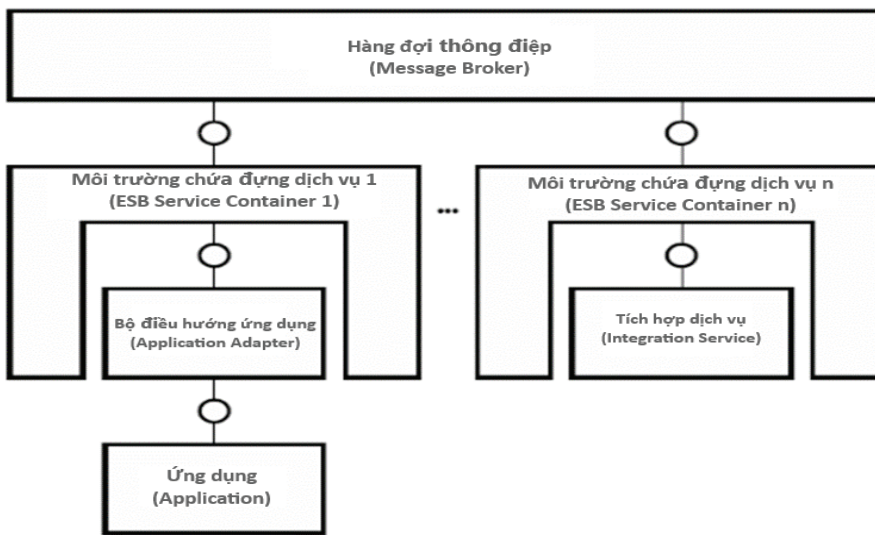 Hàng đợi thông điệp
(Message Broker)
Môi trường chứa đựng dịch vụ 1
(ESB Service Container 1)
...
Môi trường chứa đựng dịch vụ n
(ESB Service Container n)
Bộ điều hướng ứng dụng
(Application Adapter)
Tích hợp dịch vụ
(Integration Service)
Ứng dụng
(Application)